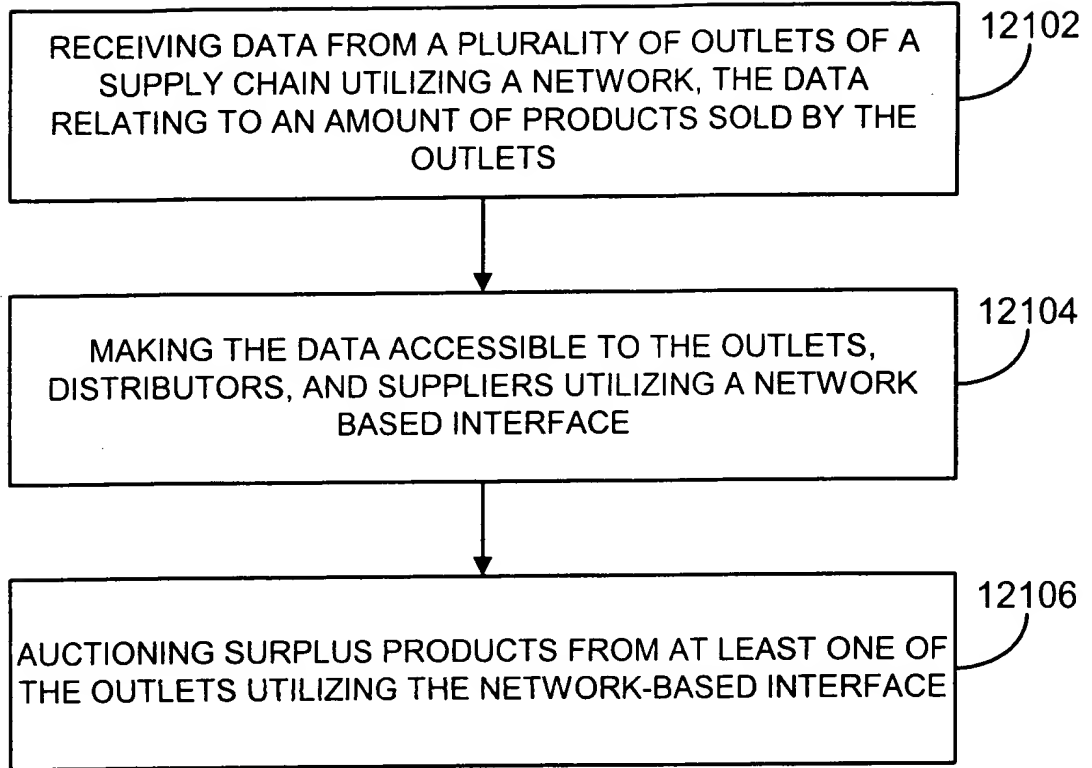 RECEIVING DATA FROM A PLURALITY OF OUTLETS OF A
SUPPLY CHAIN UTILIZING A NETWORK, THE DATA
RELATING TO AN AMOUNT OF PRODUCTS SOLD BY THE
OUTLETS
12102
MAKING THE DATA ACCESSIBLE TO THE OUTLETS,
DISTRIBUTORS, AND SUPPLIERS UTILIZING A NETWORK
BASED INTERFACE
12104
AUCTIONING SURPLUS PRODUCTS FROM AT LEAST ONE OF
THE OUTLETS UTILIZING THE NETWORK-BASED INTERFACE
12106